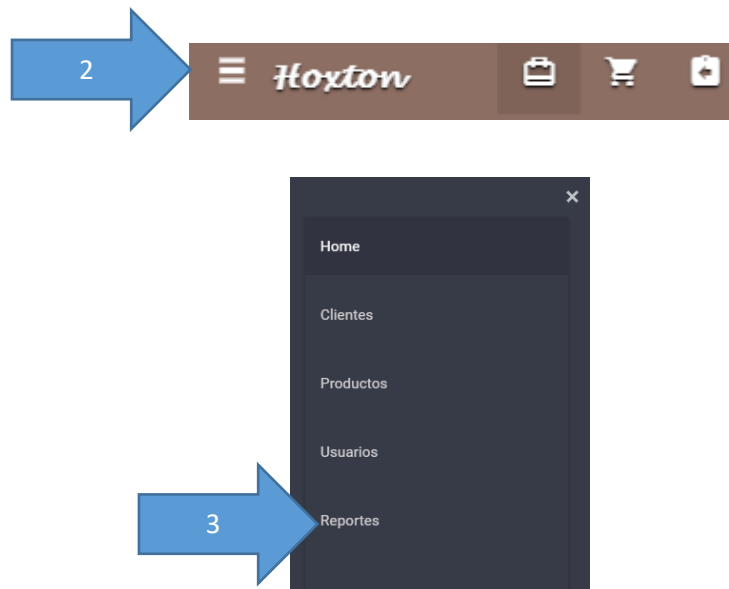 2
Hoxton
×
Home
Clientes
Productos
Usuarios
3
Reportes